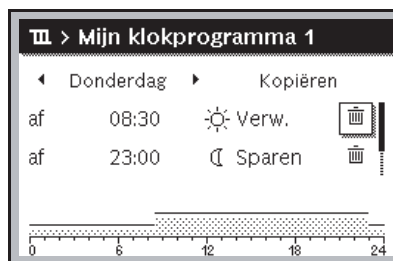 > Mijn klokprogramma 1
Donderdag Kopiëren
af 08:30 Verw.
af 23:00 Sparen
0 6 12 18 24